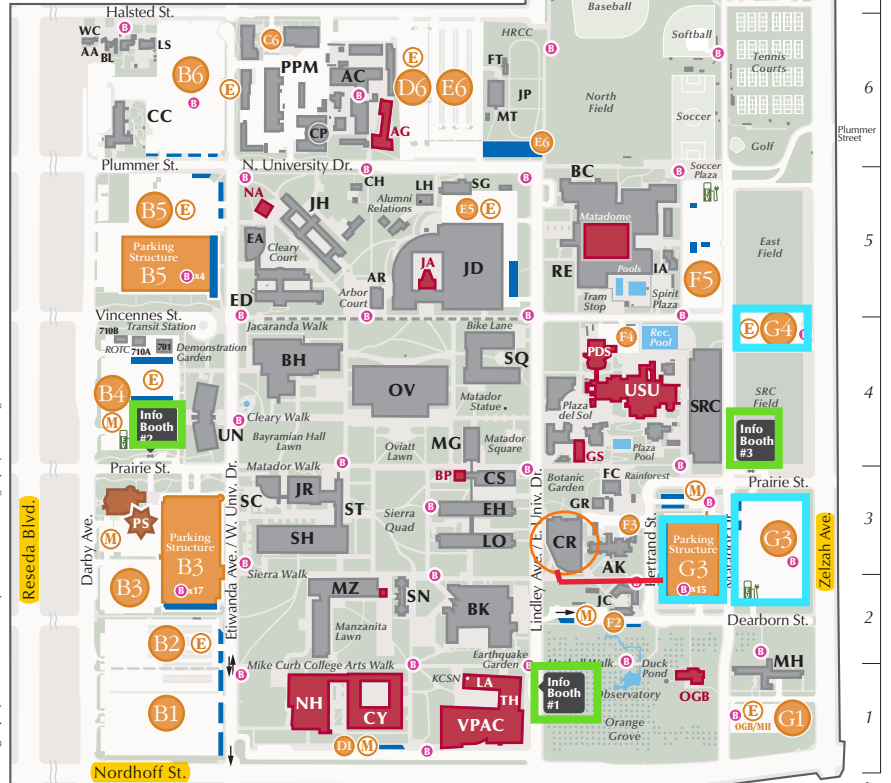 Halsted St.
Baseball
WC
AA
BL
LS
B
C6
PPM
AC
E
D6
E6
HRCC
FT
JP
MT
Softball
Tennis
Courts
6
B6
E
CC
B
CP
AG
North
Field
Soccer
Plummer
Street
E6
Golf
Plummer St.
N. University Dr.
Soccer
Plaza
BC
B5
E
NA
JH
CH
LH
SG
Alumni
Relations
E5
E
Matadome
East
Field
5
Parking
Structure
B5
Bx4
EA
Cleary
Court
JA
JD
RE
IA
Pools
F5
ED
AR
Arbor
Court
Tram
Stop
Spirit
Plaza
Vincennes St.
Transit Station
710B
ROTC
710A
701
Demonstration
Garden
Jacaranda Walk
Bike Lane
F4
Rec.
Pool
E
G4
BH
OV
SQ
PDS
USU
SRC
4
B4
E
M
Info
Booth
#2
EV
UN
Cleary Walk
Bayramian Hall
Lawn
Oviatt
Lawn
Matador
Statue
MG
Matador
Square
Plaza
del Sol
GS
Plaza
Pool
SRC
Field
Info
Booth
#3
Prairie St.
Matador Walk
BP
Botanic
Garden
FC
Rainforest
Prairie St.
M
Reseda Blvd.
Darby Ave.
PS
M
Parking
Structure
B3
Bx17
B3
Etiwanda Ave. / W. Univ. Dr.
SC
JR
ST
SH
Sierra
Quad
CS
EH
LO
Lindley Ave. / E. Univ. Dr.
CR
GR
F3
AK
Bertrand St.
Parking
Structure
G3
Bx15
G3
3
Zelzah Ave.
Sierra Walk
MZ
SN
BK
JC
M
F2
Dearborn St.
2
B2
E
Manzanita
Lawn
Mike Curb College Arts Walk
Earthquake
Garden
Duck
Pond
MH
KCSN
LA
TH
Info
Booth
#1
Observatory
OGB
B1
NH
CY
VPAC
Orange
Grove
E
OGB/MH
G1
1
D1
M
Nordhoff St.